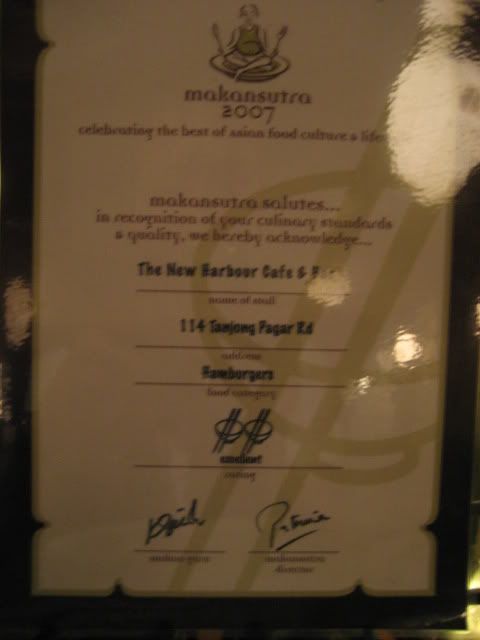 makansutra
2007
celebrating the best of asian food culture & life
makansutra salutes...
in recognition of your culinary standards
& quality, we hereby acknowledge...
The New Harbour Cafe &
name of stall
114 Tanjong Pagar Rd
address
Hamburgers
food category
excellent
rating
makansutra
director